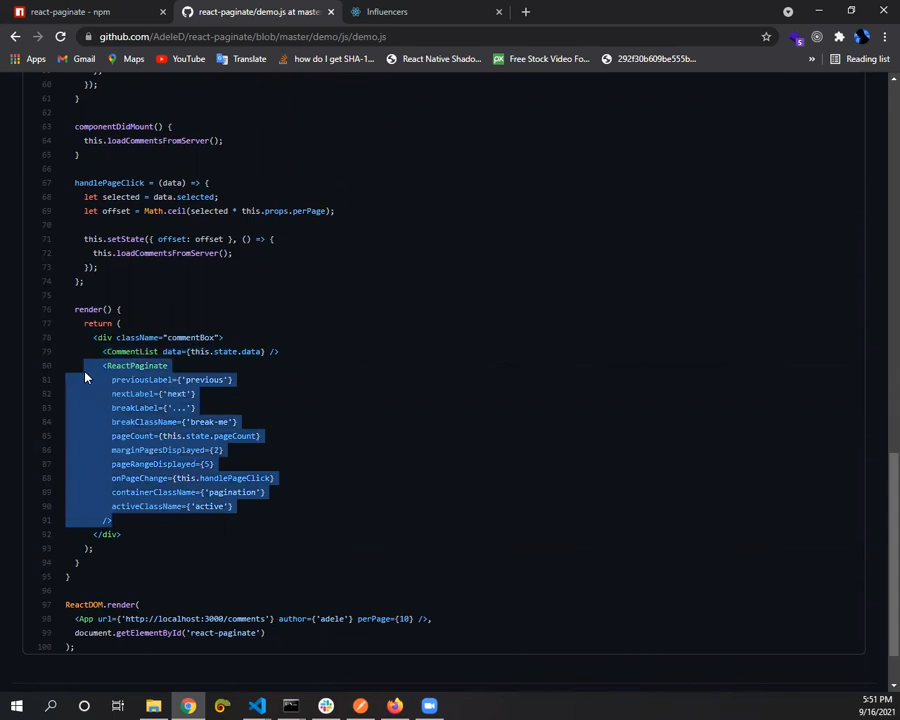 react-paginate - npm
react-paginate/demo.js at maste
Influencers
github.com/AdeleD/react-paginate/blob/master/demo/js/demo.js
Apps
Gmail
Maps
YouTube
Translate
how do I get SHA-1...
React Native Shado...
PX
Free Stock Video Fo...
292f30b609be555b...
»
Reading list
60 });
61 }
62
63 componentDidMount() {
64 this.loadCommentsFromServer();
65 }
66
67 handlePageClick = (data) => {
68 let selected = data.selected;
69 let offset = Math.ceil(selected * this.props.perPage);
70
71 this.setState({ offset: offset }, () => {
72 this.loadCommentsFromServer();
73 });
74 };
75
76 render() {
77 return (
78 <div className="commentBox">
79 <CommentList data={this.state.data} />
80 <ReactPaginate
81 previousLabel={'previous'}
82 nextLabel={'next'}
83 breakLabel={'...'}
84 breakClassName={'break-me'}
85 pageCount={this.state.pageCount}
86 marginPagesDisplayed={2}
87 pageRangeDisplayed={5}
88 onPageChange={this.handlePageClick}
89 containerClassName={'pagination'}
90 activeClassName={'active'}
91 />
92 </div>
93 );
94 }
95 }
96
97 ReactDOM.render(
98 <App url={'http://localhost:3000/comments'} author={'adele'} perPage={10} />,
99 document.getElementById('react-paginate')
100 );
5:51 PM
9/16/2021